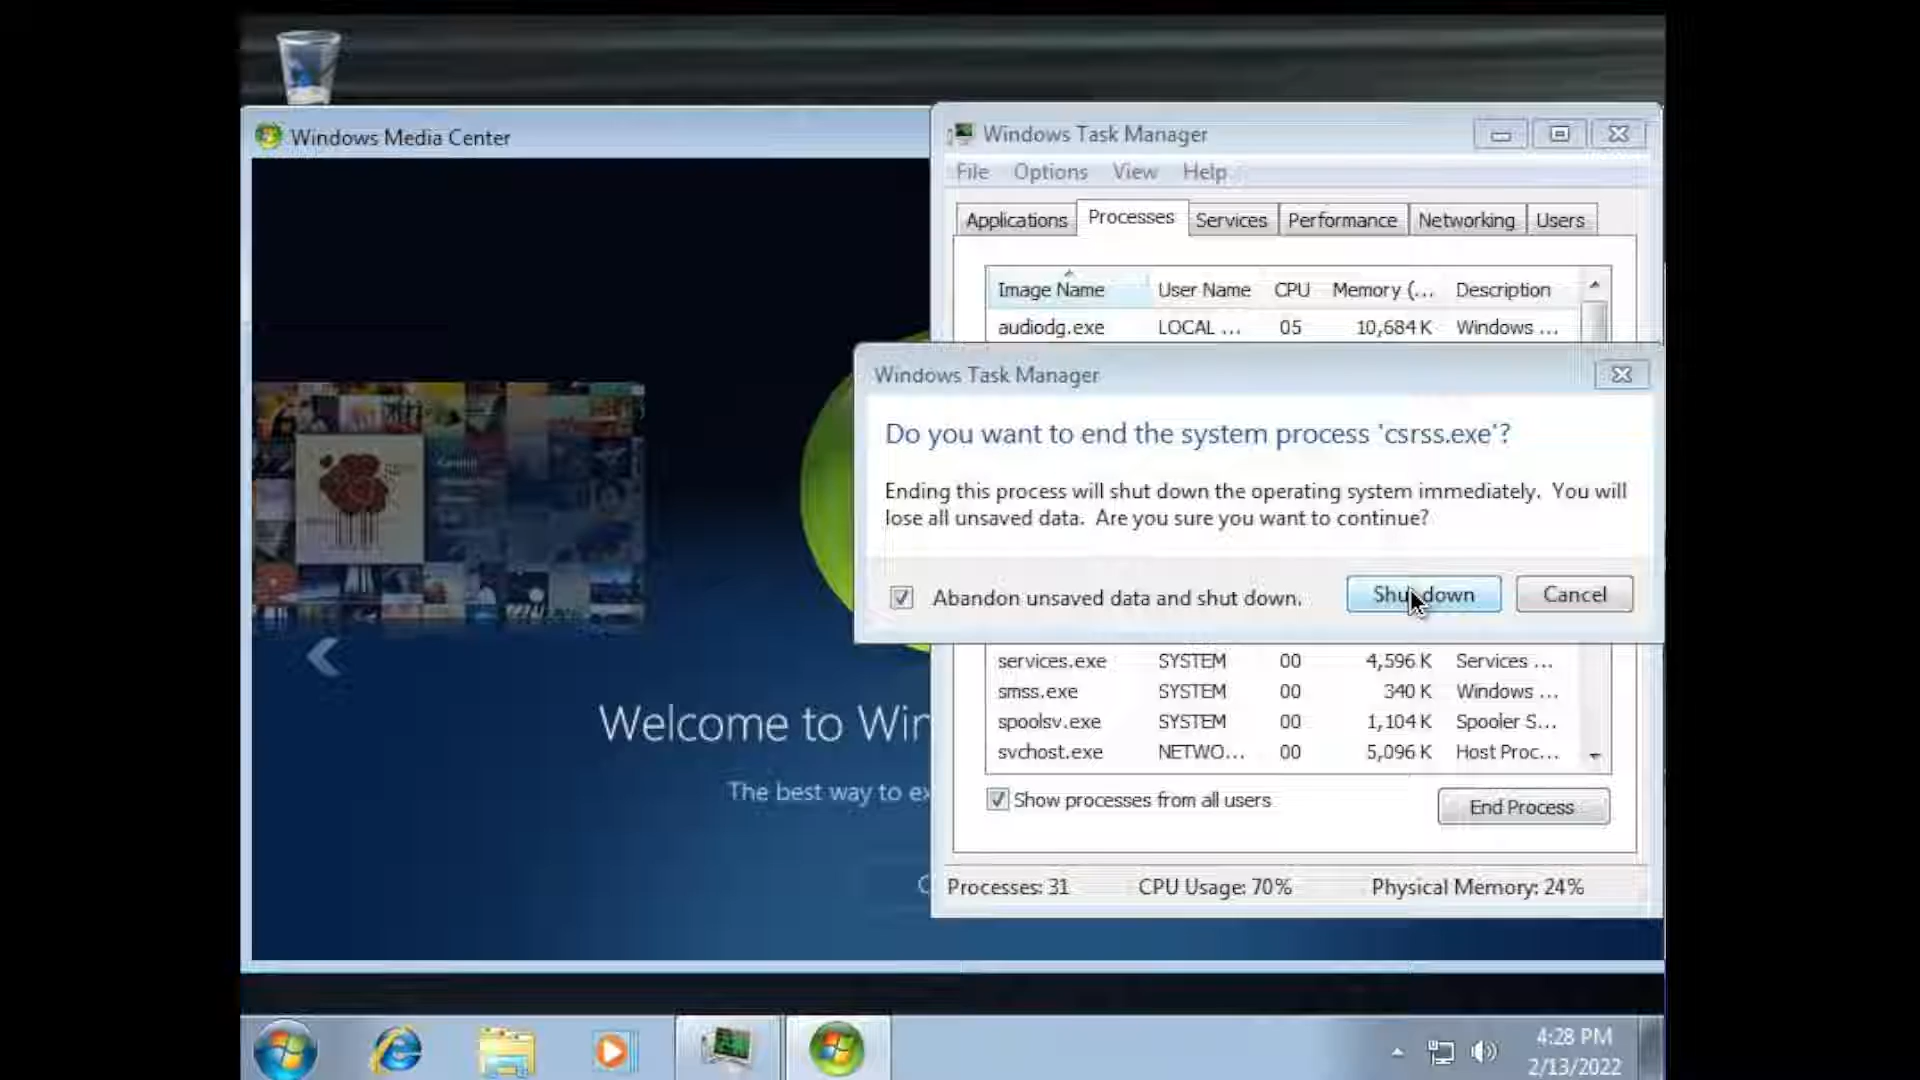 Windows Media Center
Welcome to Win
The best way to ex
Windows Task Manager
File Options View Help
Applications Processes Services Performance Networking Users
Image Name User Name CPU Memory (... Description
audiodg.exe LOCAL ... 05 10,684 K Windows ...
Windows Task Manager
Do you want to end the system process 'csrss.exe'?
Ending this process will shut down the operating system immediately. You will
lose all unsaved data. Are you sure you want to continue?
Abandon unsaved data and shut down. Shut down Cancel
services.exe SYSTEM 00 4,596 K Services ...
smss.exe SYSTEM 00 340 K Windows ...
spoolsv.exe SYSTEM 00 1,104 K Spooler S...
svchost.exe NETWO... 00 5,096 K Host Proc...
Show processes from all users End Process
Processes: 31 CPU Usage: 70% Physical Memory: 24%
4:28 PM
2/13/2022